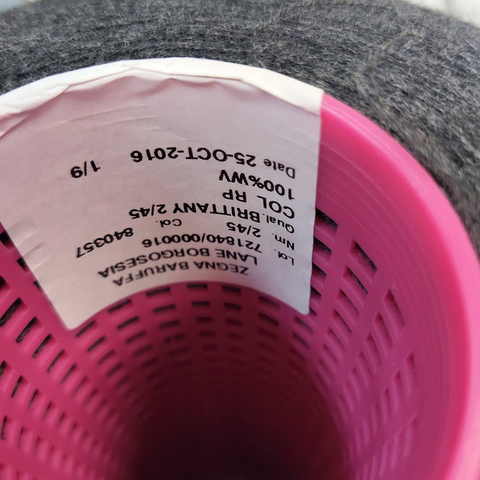 ZEGNA BARUFFA
LANE BORGOSESIA
Lot. 721840/000016 Col. 840357
Nm. 2/45
Qual. BRITTANY 2/45
COL RP
100%WV
Date 25-OCT-2016 1/9